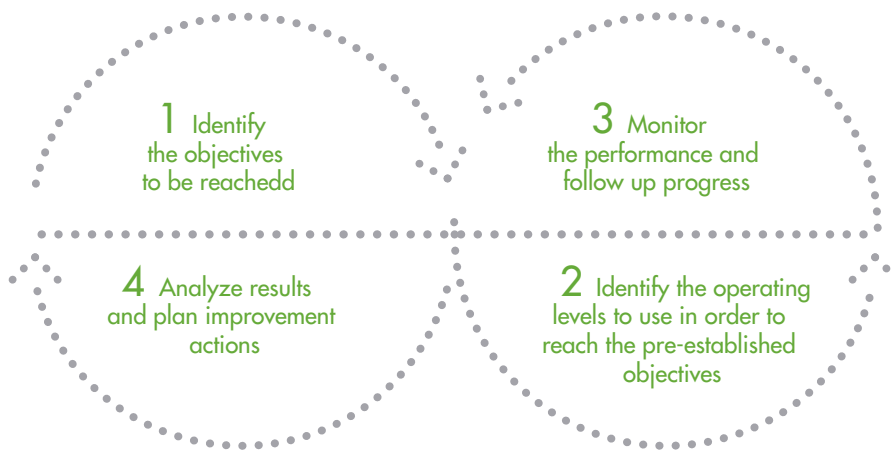 1 Identify
the objectives
to be reachedd
3 Monitor
the performance and
follow up progress
4 Analyze results
and plan improvement
actions
2 Identify the operating
levels to use in order to
reach the pre-established
objectives